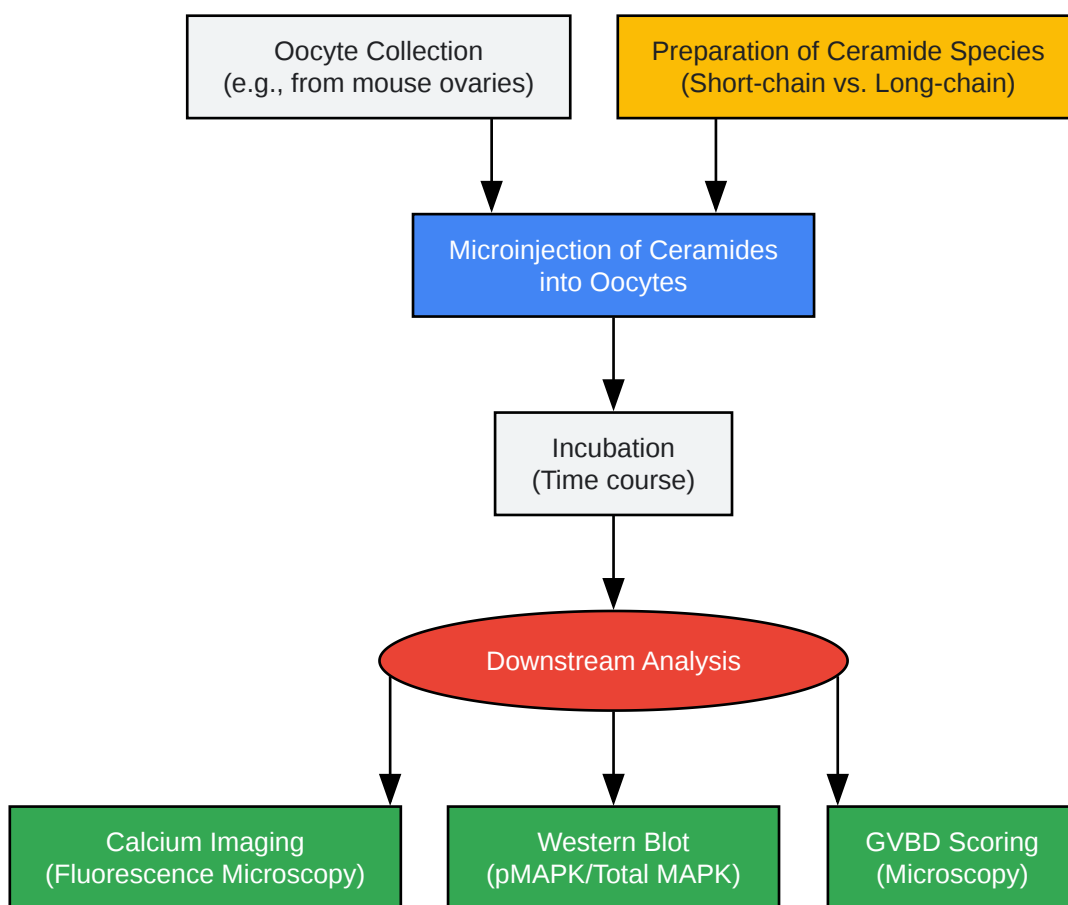 Oocyte Collection
(e.g., from mouse ovaries)
Preparation of Ceramide Species
(Short-chain vs. Long-chain)
Microinjection of Ceramides
into Oocytes
Incubation
(Time course)
Downstream Analysis
Calcium Imaging
(Fluorescence Microscopy)
Western Blot
(pMAPK/Total MAPK)
GVBD Scoring
(Microscopy)